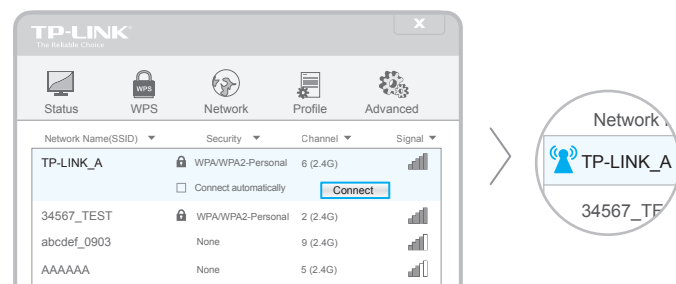 X
TP-LINK®
The Reliable Choice
WPS
Status WPS Network Profile Advanced
Network Name(SSID) Security Channel Signal
TP-LINK_A WPA/WPA2-Personal 6 (2.4G)
Connect automatically Connect
34567_TEST WPA/WPA2-Personal 2 (2.4G)
abcdef_0903 None 9 (2.4G)
AAAAAA None 5 (2.4G)
Network
TP-LINK_A
34567_TE